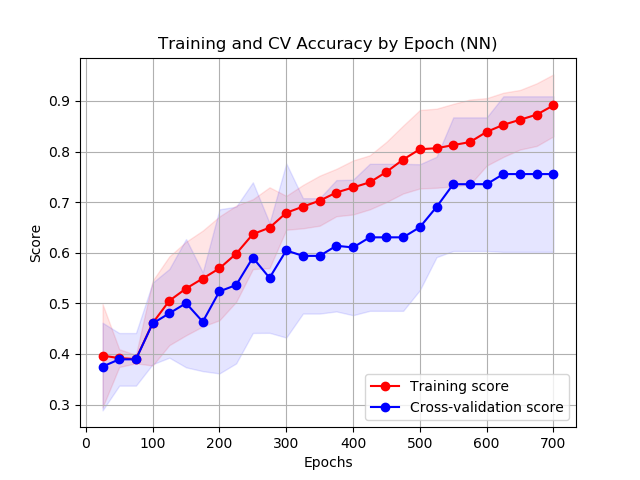 Training and CV Accuracy by Epoch (NN)
Score
0.9
0.8
0.7
0.6
0.5
0.4
0.3
0 100 200 300 400 500 600 700
Epochs
Training score
Cross-validation score